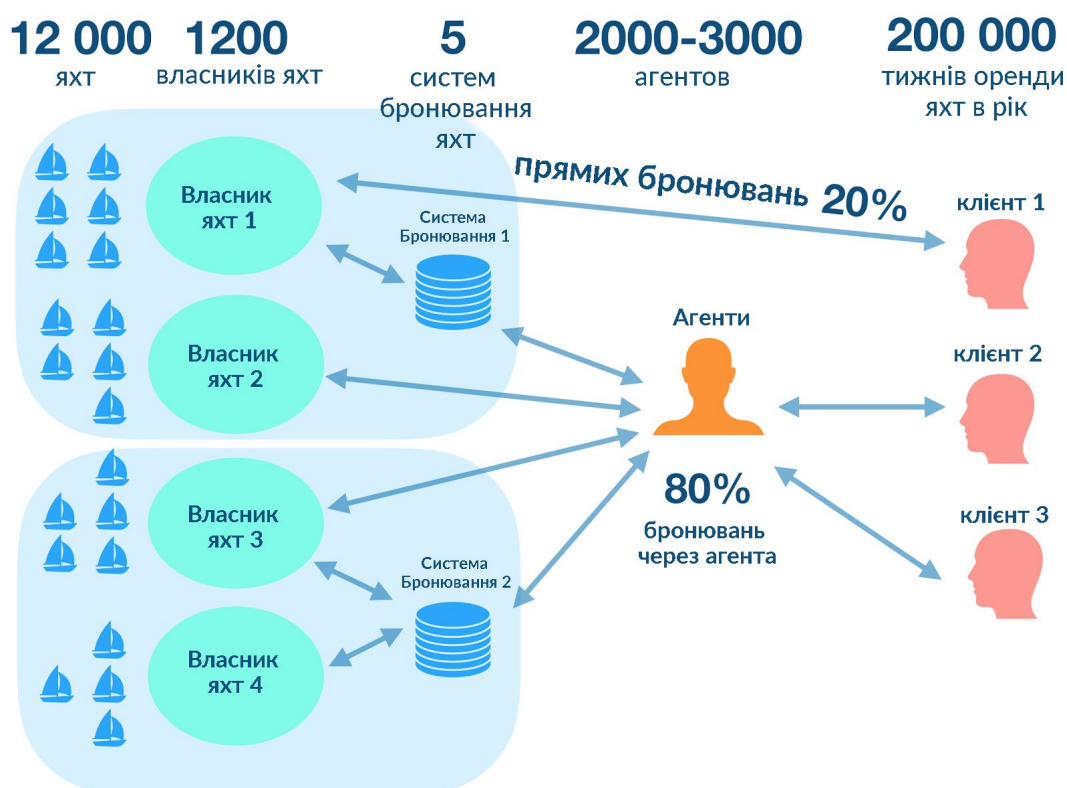 12 000
яхт
1200
власників яхт
5
систем
бронювання
яхт
2000-3000
агентов
200 000
тижнів оренди
яхт в рік
прямих бронювань 20%
Власник
яхт 1
Система
Бронювання 1
клієнт 1
Власник
яхт 2
Агенти
клієнт 2
80%
бронювань
через агента
Власник
яхт 3
Система
Бронювання 2
клієнт 3
Власник
яхт 4